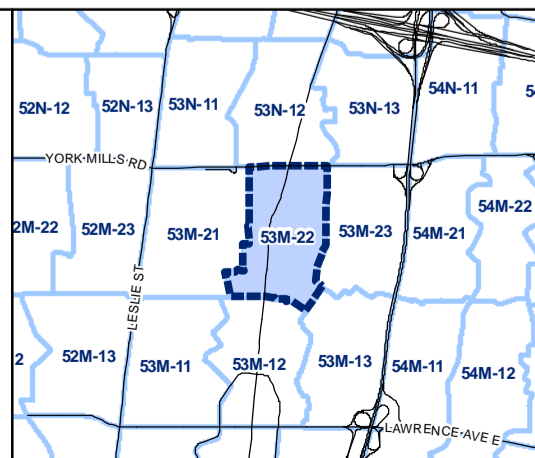 54N-11
5
52N-12
52N-13
53N-11
53N-12
53N-13
YORK MILLS RD
54M-22
2M-22
52M-23
53M-21
53M-22
53M-23
54M-21
LESLIE ST
2
52M-13
53M-11
53M-12
53M-13
54M-11
54M-12
LAWRENCE AVE E